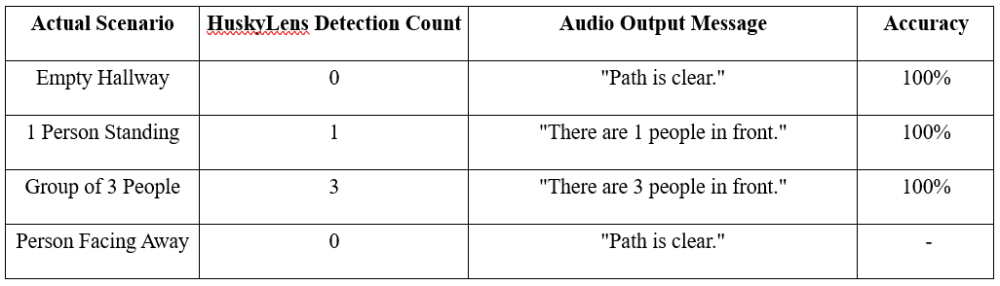 Actual Scenario HuskyLens Detection Count Audio Output Message Accuracy
Empty Hallway 0 "Path is clear." 100%
1 Person Standing 1 "There are 1 people in front." 100%
Group of 3 People 3 "There are 3 people in front." 100%
Person Facing Away 0 "Path is clear." -